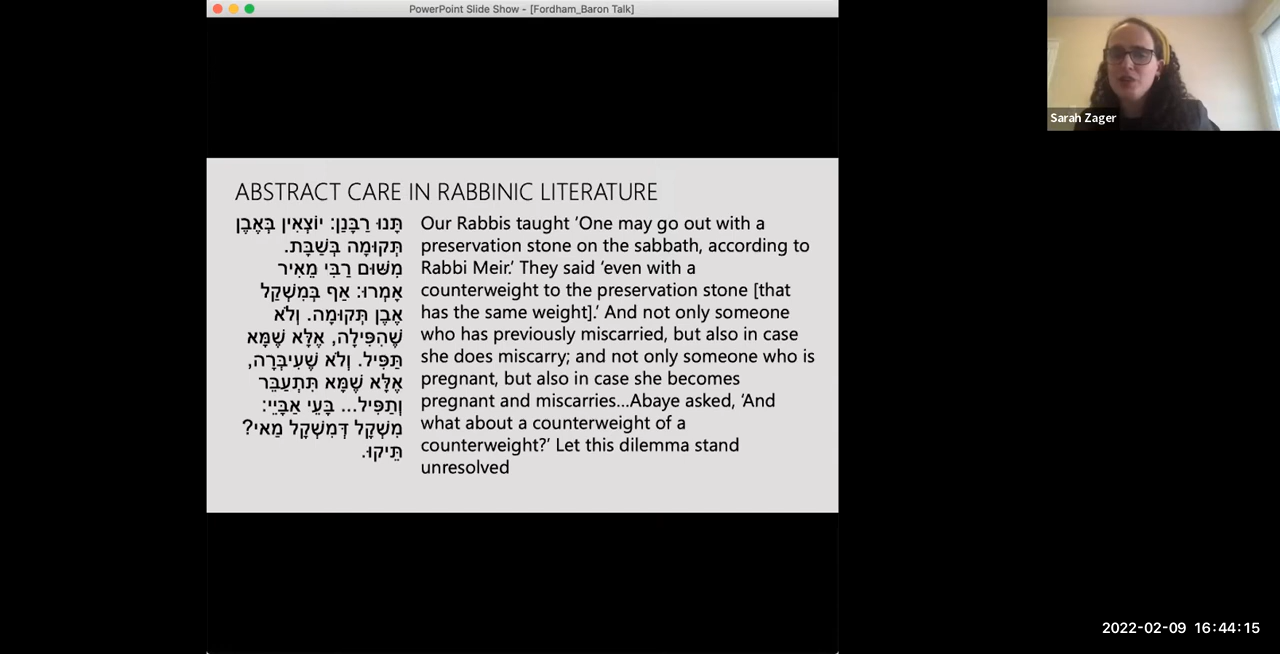 PowerPoint Slide Show - [Fordham_Baron Talk]
Sarah Zager
ABSTRACT CARE IN RABBINIC LITERATURE
תָּנוּ רַבָּנַן: יוֹצְאִין בְּאֶבֶן
תְּקוּמָה בְּשַׁבָּת.
מִשּׁוּם רַבִּי מֵאִיר
אָמְרוּ: אַף בְּמִשְׁקַל
אֶבֶן תְּקוּמָה. וְלֹא
שֶׁהִפִּילָה, אֶלָּא שֶׁמָּא
תַּפִּיל. וְלֹא שֶׁעִיבְּרָה,
אֶלָּא שֶׁמָּא תִּתְעַבֵּר
וְתַפִּיל... בָּעֵי אַבָּיֵי:
מִשְׁקָל דְּמִשְׁקָל מַאי?
תֵּיקוּ.
Our Rabbis taught ‘One may go out with a
preservation stone on the sabbath, according to
Rabbi Meir.’ They said ‘even with a
counterweight to the preservation stone [that
has the same weight].’ And not only someone
who has previously miscarried, but also in case
she does miscarry; and not only someone who is
pregnant, but also in case she becomes
pregnant and miscarries...Abaye asked, ‘And
what about a counterweight of a
counterweight?’ Let this dilemma stand
unresolved
2022-02-09 16:44:15